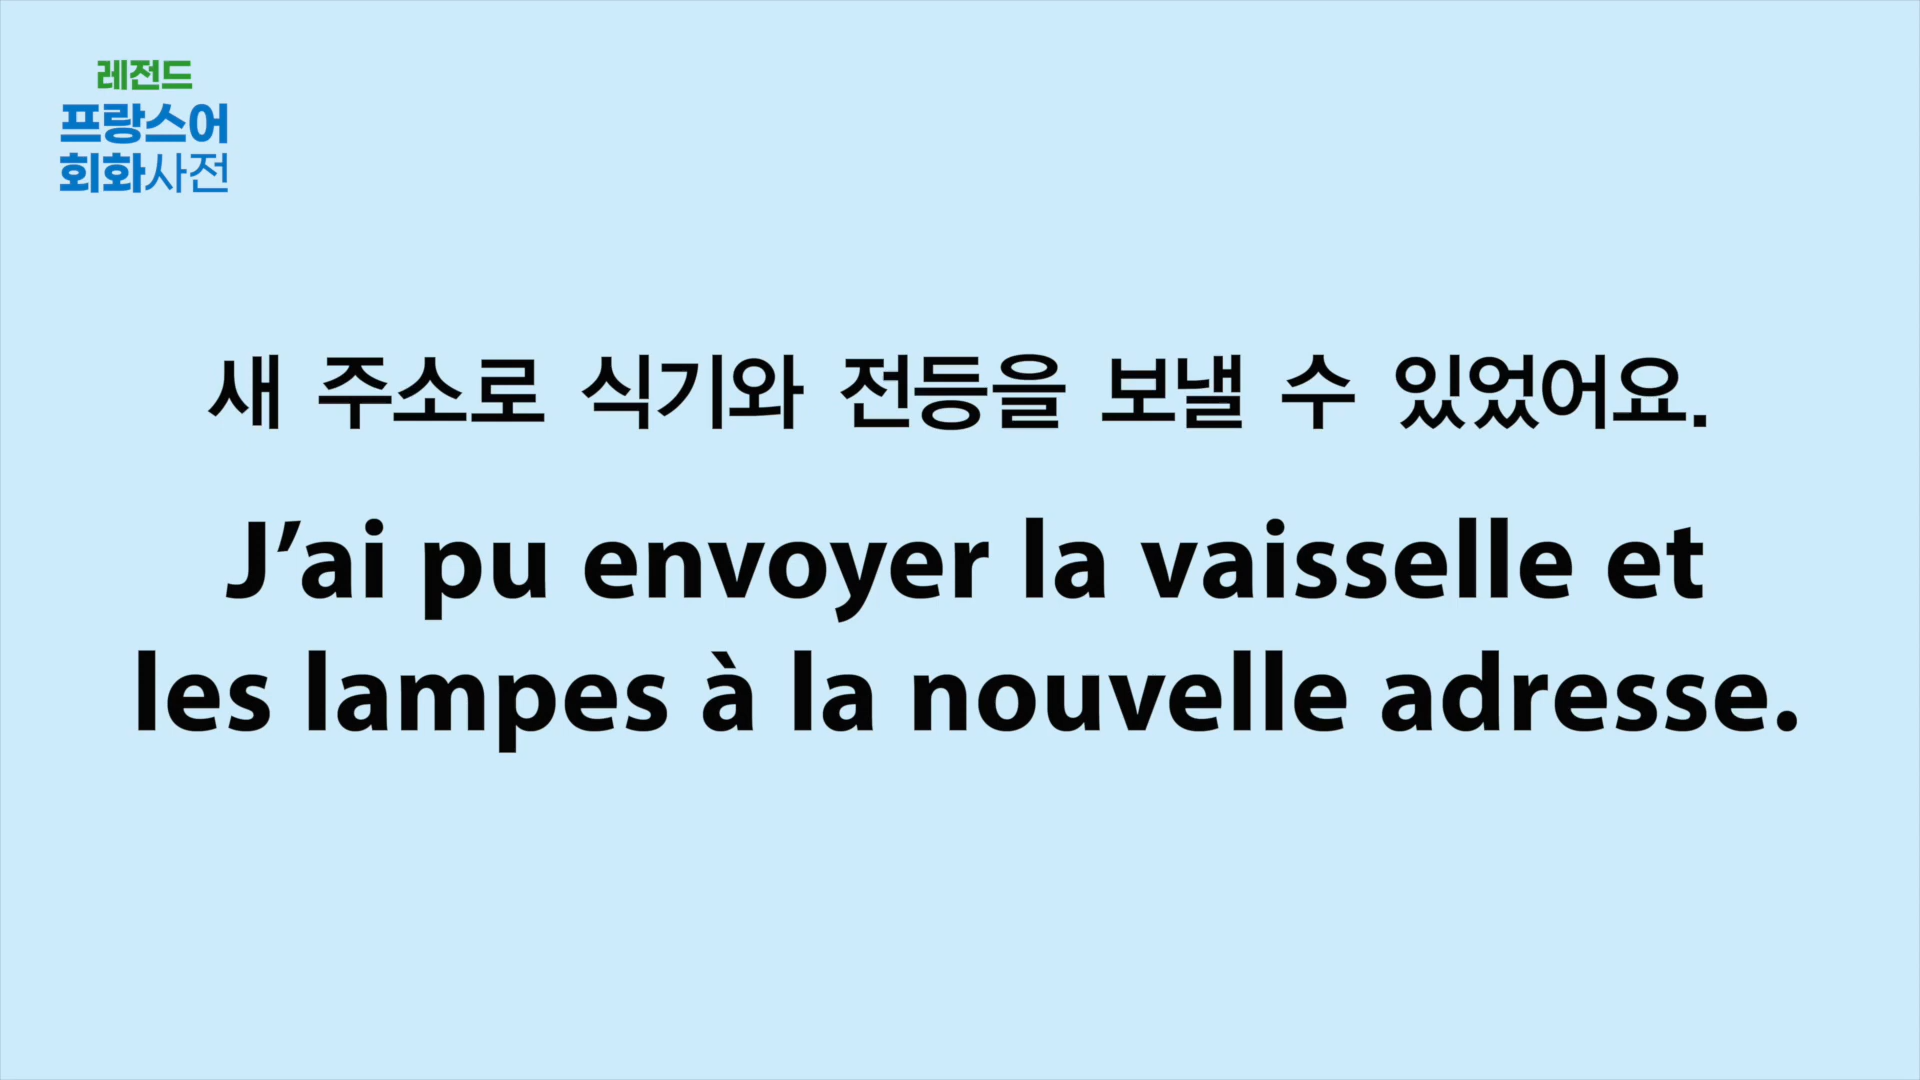 레전드
프랑스어
회화사전
새 주소로 식기와 전등을 보낼 수 있었어요.
J’ai pu envoyer la vaisselle et
les lampes à la nouvelle adresse.